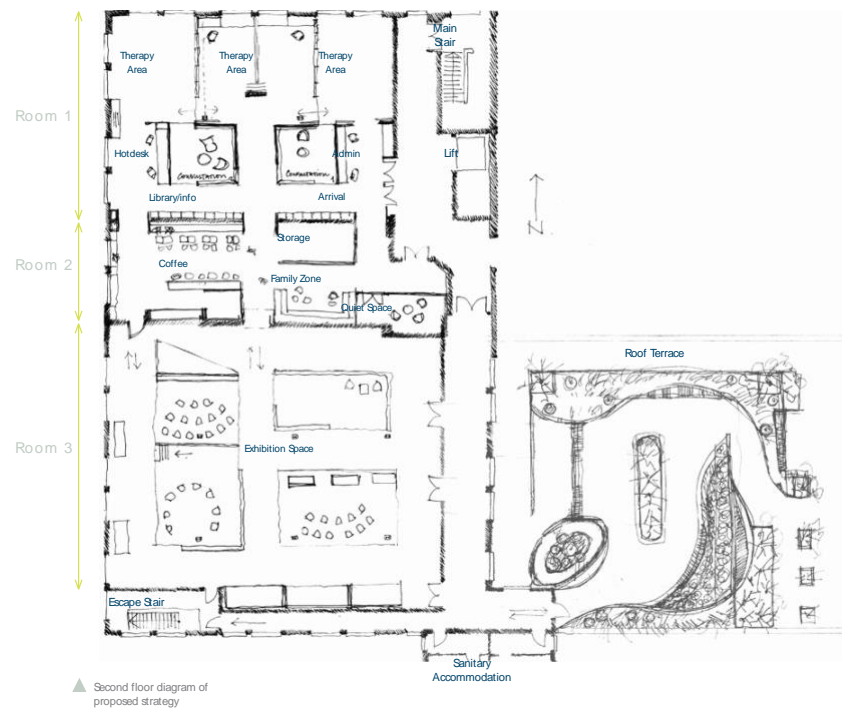 Main
Stair
Therapy
Area
Therapy
Area
Therapy
Area
Room 1
Hotdesk
CONSULTATION
CONSULTATION
Admin
Lift
Library/info
Arrival
N
Storage
Room 2
Coffee
Family Zone
Quiet Space
Roof Terrace
Room 3
Exhibition Space
Escape Stair
Sanitary
Accommodation
Second floor diagram of
proposed strategy